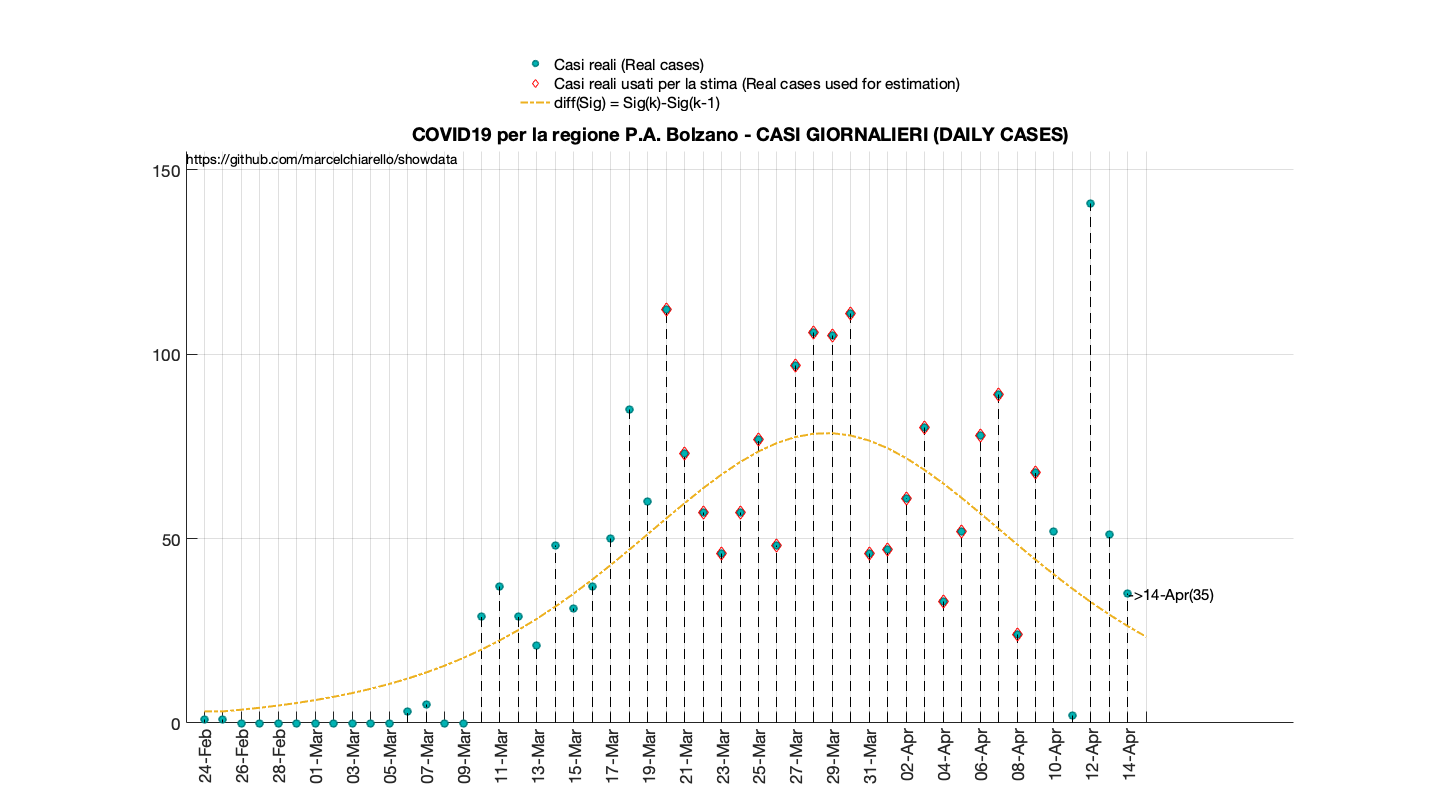 Casi reali (Real cases)
Casi reali usati per la stima (Real cases used for estimation)
diff(Sig) = Sig(k)-Sig(k-1)
COVID19 per la regione P.A. Bolzano - CASI GIORNALIERI (DAILY CASES)
https://github.com/marcelchiarello/showdata
150
100
50
0
->14-Apr(35)
24-Feb
26-Feb
28-Feb
01-Mar
03-Mar
05-Mar
07-Mar
09-Mar
11-Mar
13-Mar
15-Mar
17-Mar
19-Mar
21-Mar
23-Mar
25-Mar
27-Mar
29-Mar
31-Mar
02-Apr
04-Apr
06-Apr
08-Apr
10-Apr
12-Apr
14-Apr